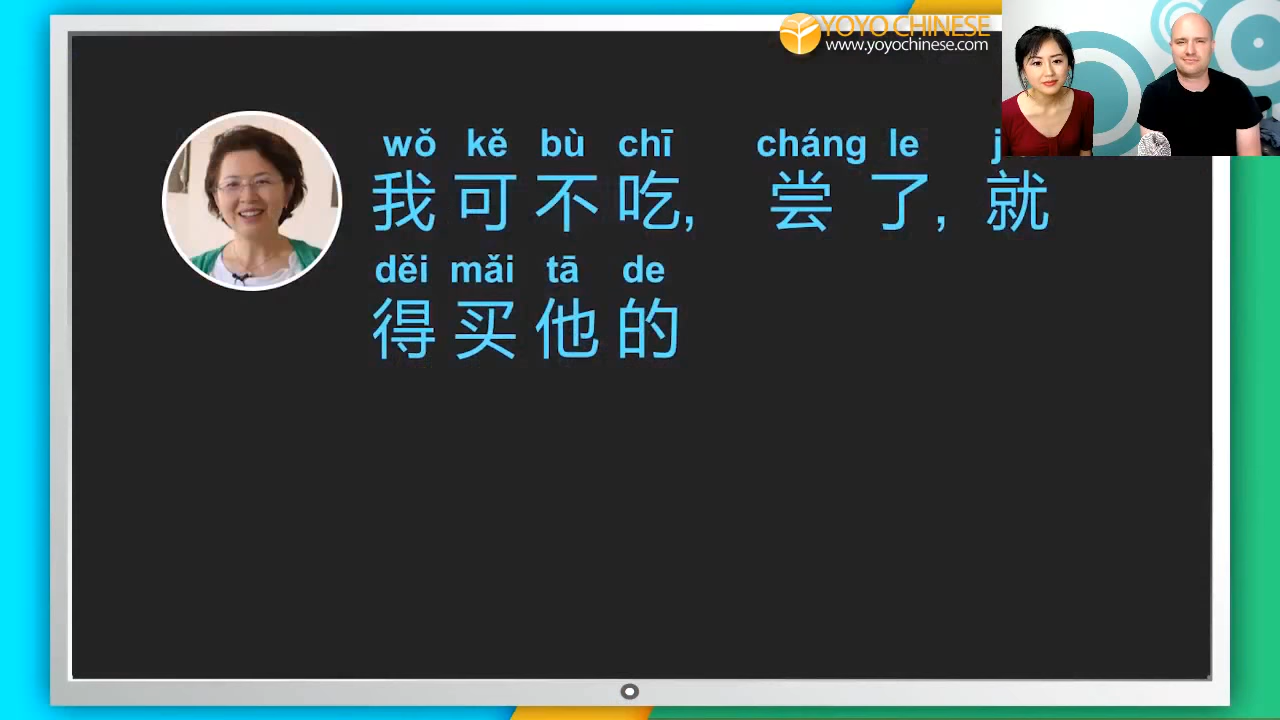 YOYO CHINESE
www.yoyochinese.com
wǒ kě bù chī cháng le
我可不吃, 尝了, 就
děi mǎi tā de
得买他的